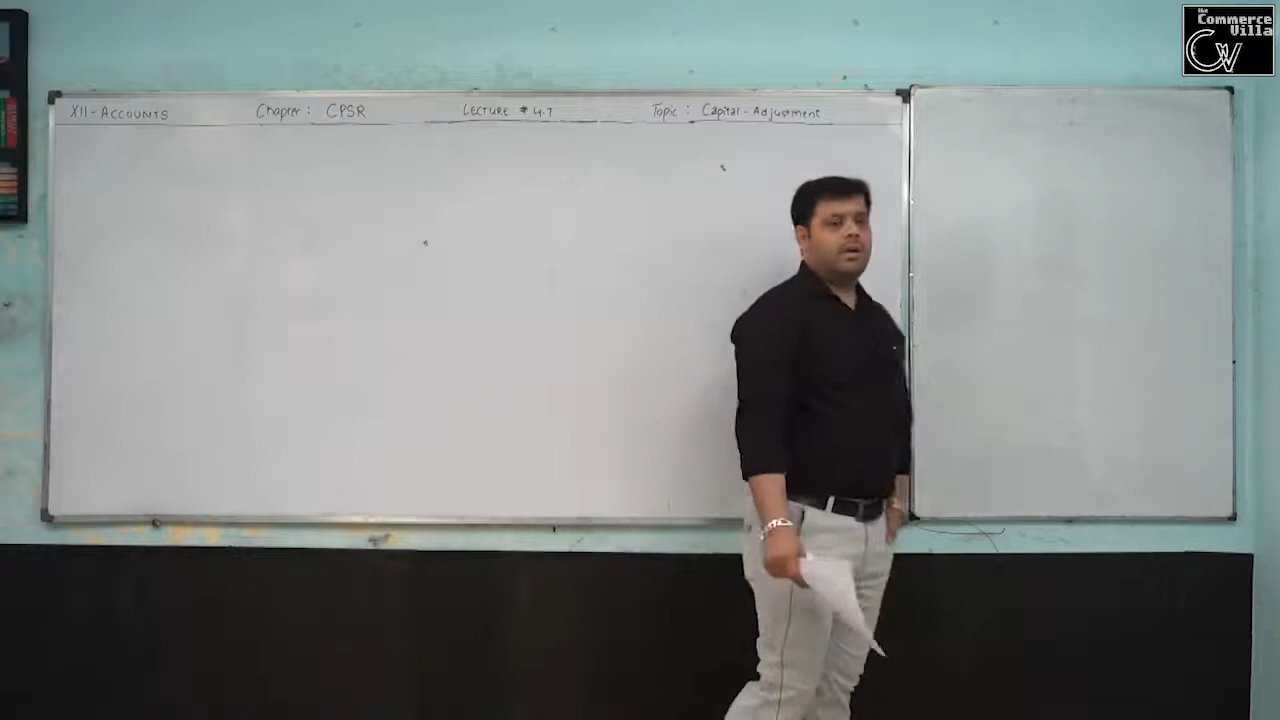 XII-ACCOUNTS Chapter : CPSR LECTURE # 4.7 Topic : Capital - Adjustment
the
Commerce
Villa
CV